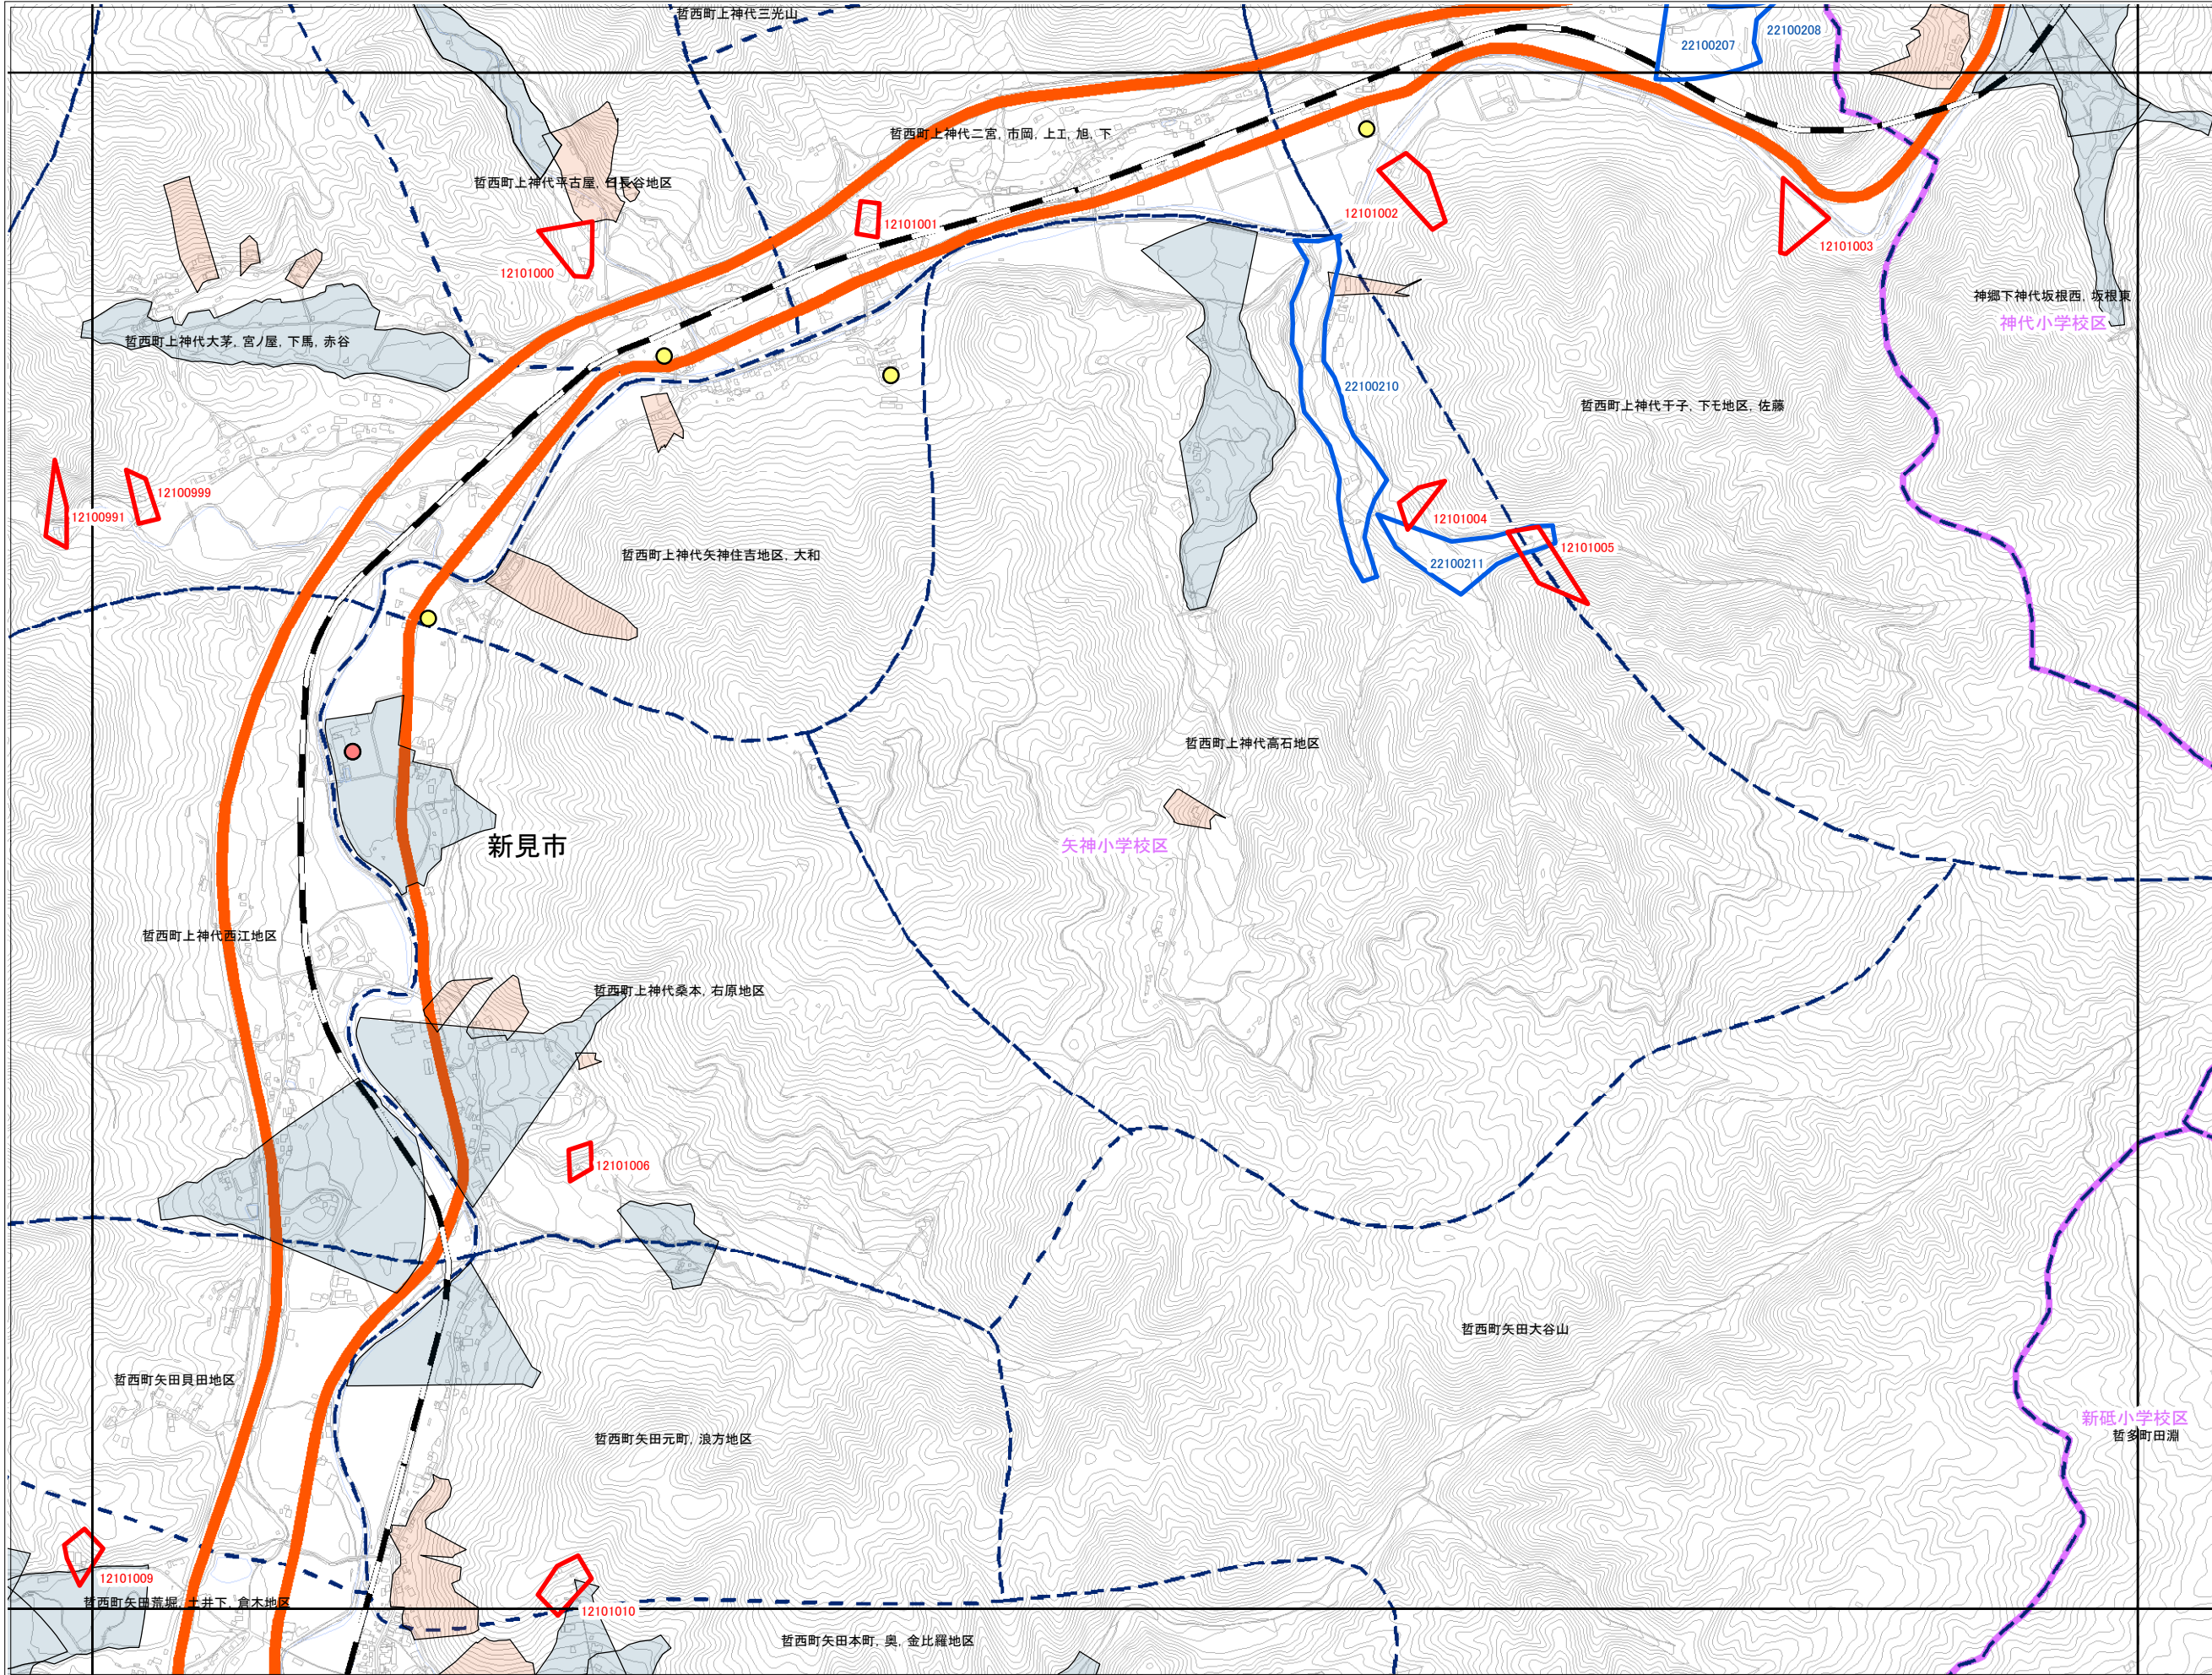 哲西町上神代三光山
22100207
22100208
哲西町上神代二宮, 市岡, 上工, 旭, 下
哲西町上神代平古屋, 日長谷地区
12101001
12101002
12101003
12101000
神郷下神代坂根西, 坂根東
神代小学校区
哲西町上神代大茅, 宮ノ屋, 下馬, 赤谷
22100210
哲西町上神代干子, 下モ地区, 佐藤
12100999
12100991
12101004
12101005
哲西町上神代矢神住吉地区, 大和
22100211
哲西町上神代高石地区
新見市
矢神小学校区
哲西町上神代西江地区
哲西町上神代桑本, 右原地区
12101006
哲西町矢田大谷山
哲西町矢田貝田地区
新砥小学校区
哲多町田淵
哲西町矢田元町, 浪方地区
12101009
哲西町矢田荒堀, 土井下, 倉木地区
12101010
哲西町矢田本町, 奥, 金比羅地区